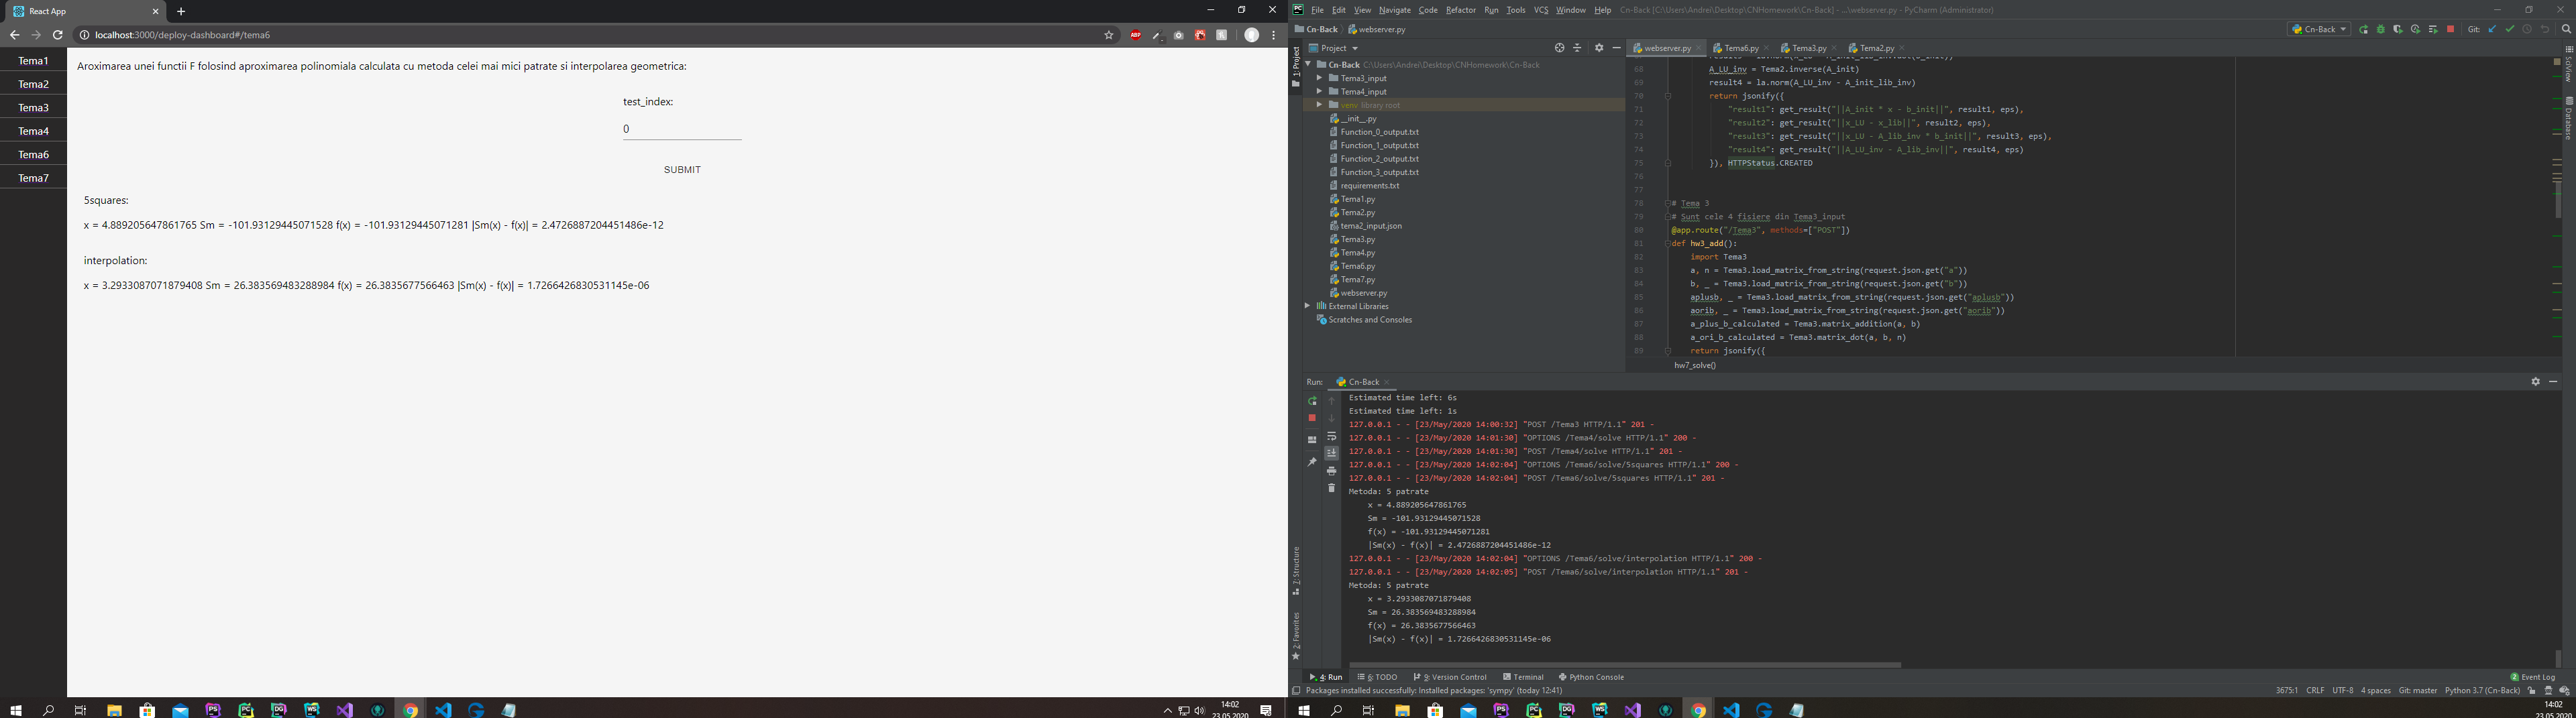 React App
localhost:3000/deploy-dashboard#/tema6
Tema1
Tema2
Tema3
Tema4
Tema6
Tema7
Aroximarea unei functii F folosind aproximarea polinomiala calculata cu metoda celei mai mici patrate si interpolarea geometrica:
test_index:
0
SUBMIT
5squares:
x = 4.889205647861765 Sm = -101.93129445071528 f(x) = -101.93129445071281 |Sm(x) - f(x)| = 2.4726887204451486e-12
interpolation:
x = 3.2933087071879408 Sm = 26.383569483288984 f(x) = 26.3835677566463 |Sm(x) - f(x)| = 1.7266426830531145e-06
14:02
23.05.2020
File Edit View Navigate Code Refactor Run Tools VCS Window Help Cn-Back [C:\Users\Andrei\Desktop\CNHomework\Cn-Back] - ...\webserver.py - PyCharm (Administrator)
Cn-Back webserver.py
Cn-Back
Git:
1: Project
Project
Cn-Back C:\Users\Andrei\Desktop\CNHomework\Cn-Back
Tema3_input
Tema4_input
venv library root
__init__.py
Function_0_output.txt
Function_1_output.txt
Function_2_output.txt
Function_3_output.txt
requirements.txt
Tema1.py
Tema2.py
tema2_input.json
Tema3.py
Tema4.py
Tema6.py
Tema7.py
webserver.py
External Libraries
Scratches and Consoles
webserver.py Tema6.py Tema3.py Tema2.py
68 A_LU_inv = Tema2.inverse(A_init)
69 result4 = la.norm(A_LU_inv - A_init_lib_inv)
70 return jsonify({
71 "result1": get_result("||A_init * x - b_init||", result1, eps),
72 "result2": get_result("||x_LU - x_lib||", result2, eps),
73 "result3": get_result("||x_LU - A_lib_inv * b_init||", result3, eps),
74 "result4": get_result("||A_LU_inv - A_lib_inv||", result4, eps)
75 }), HTTPStatus.CREATED
76
77
78 # Tema 3
79 # Sunt cele 4 fisiere din Tema3_input
80 @app.route("/Tema3", methods=["POST"])
81 def hw3_add():
82 import Tema3
83 a, n = Tema3.load_matrix_from_string(request.json.get("a"))
84 b, _ = Tema3.load_matrix_from_string(request.json.get("b"))
85 aplusb, _ = Tema3.load_matrix_from_string(request.json.get("aplusb"))
86 aorib, _ = Tema3.load_matrix_from_string(request.json.get("aorib"))
87 a_plus_b_calculated = Tema3.matrix_addition(a, b)
88 a_ori_b_calculated = Tema3.matrix_dot(a, b, n)
89 return jsonify({
hw7_solve()
SciView
Database
Run: Cn-Back
Estimated time left: 6s
Estimated time left: 1s
127.0.0.1 - - [23/May/2020 14:00:32] "POST /Tema3 HTTP/1.1" 201 -
127.0.0.1 - - [23/May/2020 14:01:30] "OPTIONS /Tema4/solve HTTP/1.1" 200 -
127.0.0.1 - - [23/May/2020 14:01:30] "POST /Tema4/solve HTTP/1.1" 201 -
127.0.0.1 - - [23/May/2020 14:02:04] "OPTIONS /Tema6/solve/5squares HTTP/1.1" 200 -
127.0.0.1 - - [23/May/2020 14:02:04] "POST /Tema6/solve/5squares HTTP/1.1" 201 -
Metoda: 5 patrate
x = 4.889205647861765
Sm = -101.93129445071528
f(x) = -101.93129445071281
|Sm(x) - f(x)| = 2.4726887204451486e-12
127.0.0.1 - - [23/May/2020 14:02:04] "OPTIONS /Tema6/solve/interpolation HTTP/1.1" 200 -
127.0.0.1 - - [23/May/2020 14:02:05] "POST /Tema6/solve/interpolation HTTP/1.1" 201 -
Metoda: 5 patrate
x = 3.2933087071879408
Sm = 26.383569483288984
f(x) = 26.3835677566463
|Sm(x) - f(x)| = 1.7266426830531145e-06
7: Structure
2: Favorites
4: Run 6: TODO 9: Version Control Terminal Python Console
2 Event Log
Packages installed successfully: Installed packages: 'sympy' (today 12:41)
3675:1 CRLF UTF-8 4 spaces Git: master Python 3.7 (Cn-Back)
14:02
23.05.2020